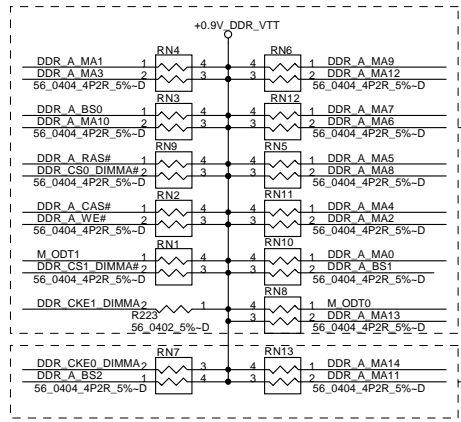 +0.9V_DDR_VTT
RN4 RN6
DDR_A_MA1 1 4 4 1 DDR_A_MA9
DDR_A_MA3 2 3 3 2 DDR_A_MA12
56_0404_4P2R_5%~D 56_0404_4P2R_5%~D
RN3 RN12
DDR_A_BS0 1 4 4 1 DDR_A_MA7
DDR_A_MA10 2 3 3 2 DDR_A_MA6
56_0404_4P2R_5%~D 56_0404_4P2R_5%~D
RN9 RN5
DDR_A_RAS# 1 4 4 1 DDR_A_MA5
DDR_CS0_DIMMA# 2 3 3 2 DDR_A_MA8
56_0404_4P2R_5%~D 56_0404_4P2R_5%~D
RN2 RN11
DDR_A_CAS# 1 4 4 1 DDR_A_MA4
DDR_A_WE# 2 3 3 2 DDR_A_MA2
56_0404_4P2R_5%~D 56_0404_4P2R_5%~D
RN1 RN10
M_ODT1 1 4 4 1 DDR_A_MA0
DDR_CS1_DIMMA# 2 3 3 2 DDR_A_BS1
56_0404_4P2R_5%~D 56_0404_4P2R_5%~D
RN8
DDR_CKE1_DIMMA 2 1 4 1 M_ODT0
R223 3 2 DDR_A_MA13
56_0402_5%~D 56_0404_4P2R_5%~D
RN7 RN13
DDR_CKE0_DIMMA 2 3 4 1 DDR_A_MA14
DDR_A_BS2 1 4 3 2 DDR_A_MA11
56_0404_4P2R_5%~D 56_0404_4P2R_5%~D